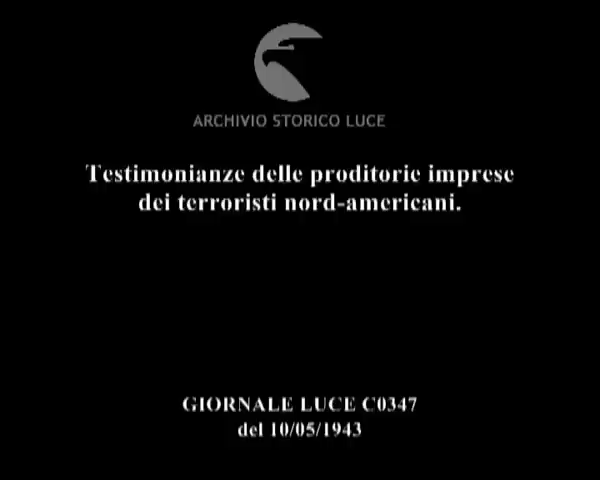 ARCHIVIO STORICO LUCE
Testimonianze delle proditorie imprese
dei terroristi nord-americani.
GIORNALE LUCE C0347
del 10/05/1943